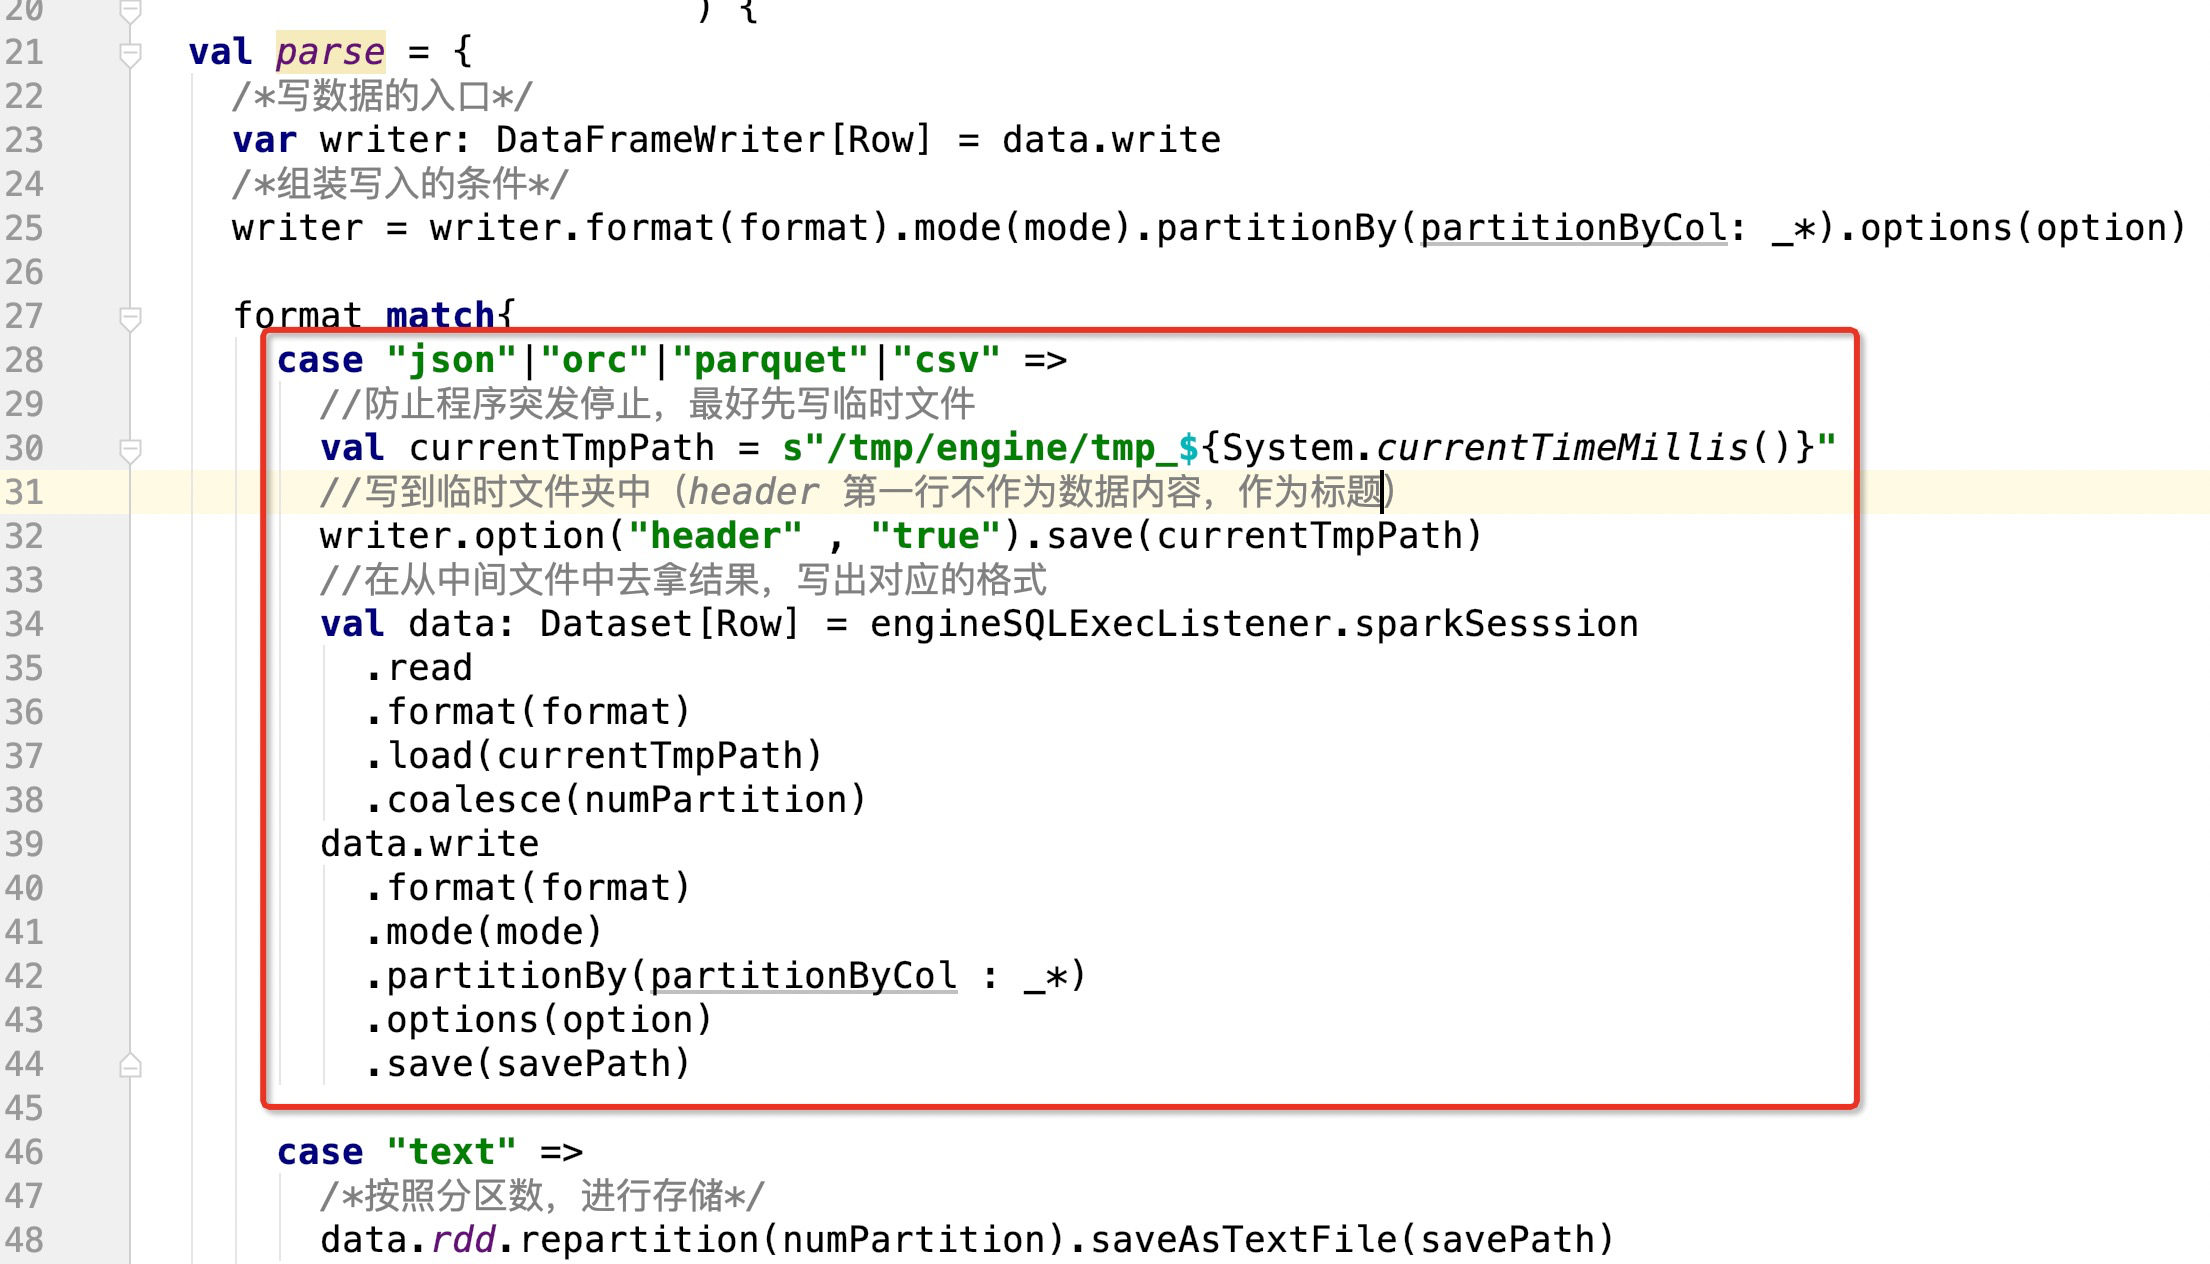 20 ) {
21 val parse = {
22 /*写数据的入口*/
23 var writer: DataFrameWriter[Row] = data.write
24 /*组装写入的条件*/
25 writer = writer.format(format).mode(mode).partitionBy(partitionByCol: _*).options(option)
26
27 format match{
28 case "json"|"orc"|"parquet"|"csv" =>
29 //防止程序突发停止，最好先写临时文件
30 val currentTmpPath = s"/tmp/engine/tmp_${System.currentTimeMillis()}"
31 //写到临时文件夹中（header 第一行不作为数据内容，作为标题）
32 writer.option("header" , "true").save(currentTmpPath)
33 //在从中间文件中去拿结果，写出对应的格式
34 val data: Dataset[Row] = engineSQLExecListener.sparkSesssion
35 .read
36 .format(format)
37 .load(currentTmpPath)
38 .coalesce(numPartition)
39 data.write
40 .format(format)
41 .mode(mode)
42 .partitionBy(partitionByCol : _*)
43 .options(option)
44 .save(savePath)
45
46 case "text" =>
47 /*按照分区数，进行存储*/
48 data.rdd.repartition(numPartition).saveAsTextFile(savePath)